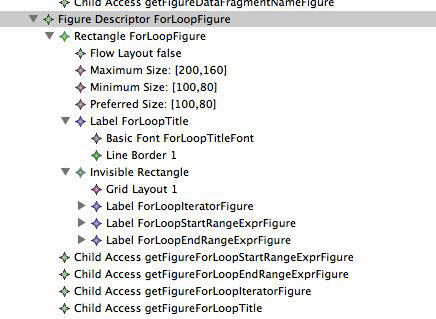 Child Access getFigureDataFragmentNameFigure
Figure Descriptor ForLoopFigure
Rectangle ForLoopFigure
Flow Layout false
Maximum Size: [200,160]
Minimum Size: [100,80]
Preferred Size: [100,80]
Label ForLoopTitle
Basic Font ForLoopTitleFont
Line Border 1
Invisible Rectangle
Grid Layout 1
Label ForLoopIteratorFigure
Label ForLoopStartRangeExprFigure
Label ForLoopEndRangeExprFigure
Child Access getFigureForLoopStartRangeExprFigure
Child Access getFigureForLoopEndRangeExprFigure
Child Access getFigureForLoopIteratorFigure
Child Access getFigureForLoopTitle